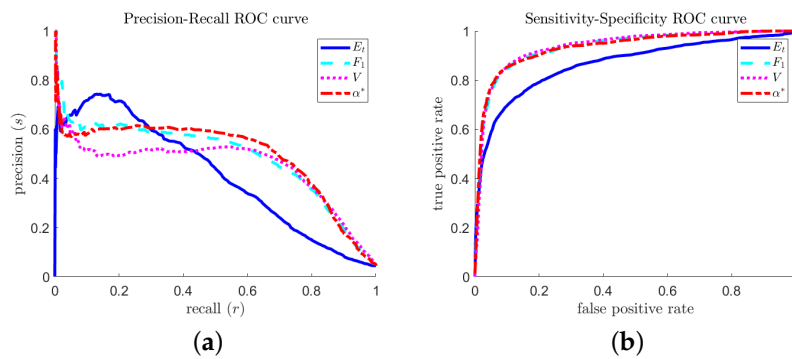 Precision-Recall ROC curve
precision (s)
1
0.8
0.6
0.4
0.2
0
0 0.2 0.4 0.6 0.8 1
recall (r)
E_t
F_1
V
α*
(a)
Sensitivity-Specificity ROC curve
true positive rate
1
0.8
0.6
0.4
0.2
0
0 0.2 0.4 0.6 0.8
false positive rate
E_t
F_1
V
α*
(b)